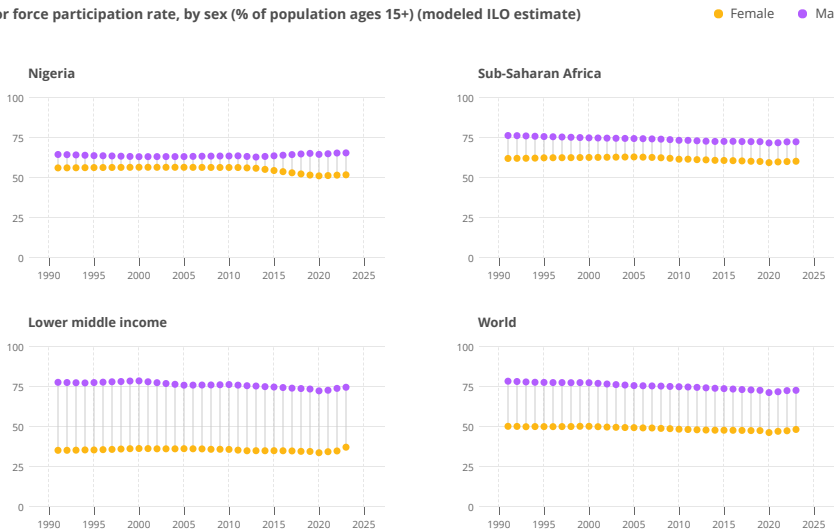 r force participation rate, by sex (% of population ages 15+) (modeled ILO estimate)
Female
Ma
Nigeria
100
75
50
25
0
1990 1995 2000 2005 2010 2015 2020 2025
Sub-Saharan Africa
100
75
50
25
0
1990 1995 2000 2005 2010 2015 2020 2025
Lower middle income
100
75
50
25
0
1990 1995 2000 2005 2010 2015 2020 2025
World
100
75
50
25
0
1990 1995 2000 2005 2010 2015 2020 2025